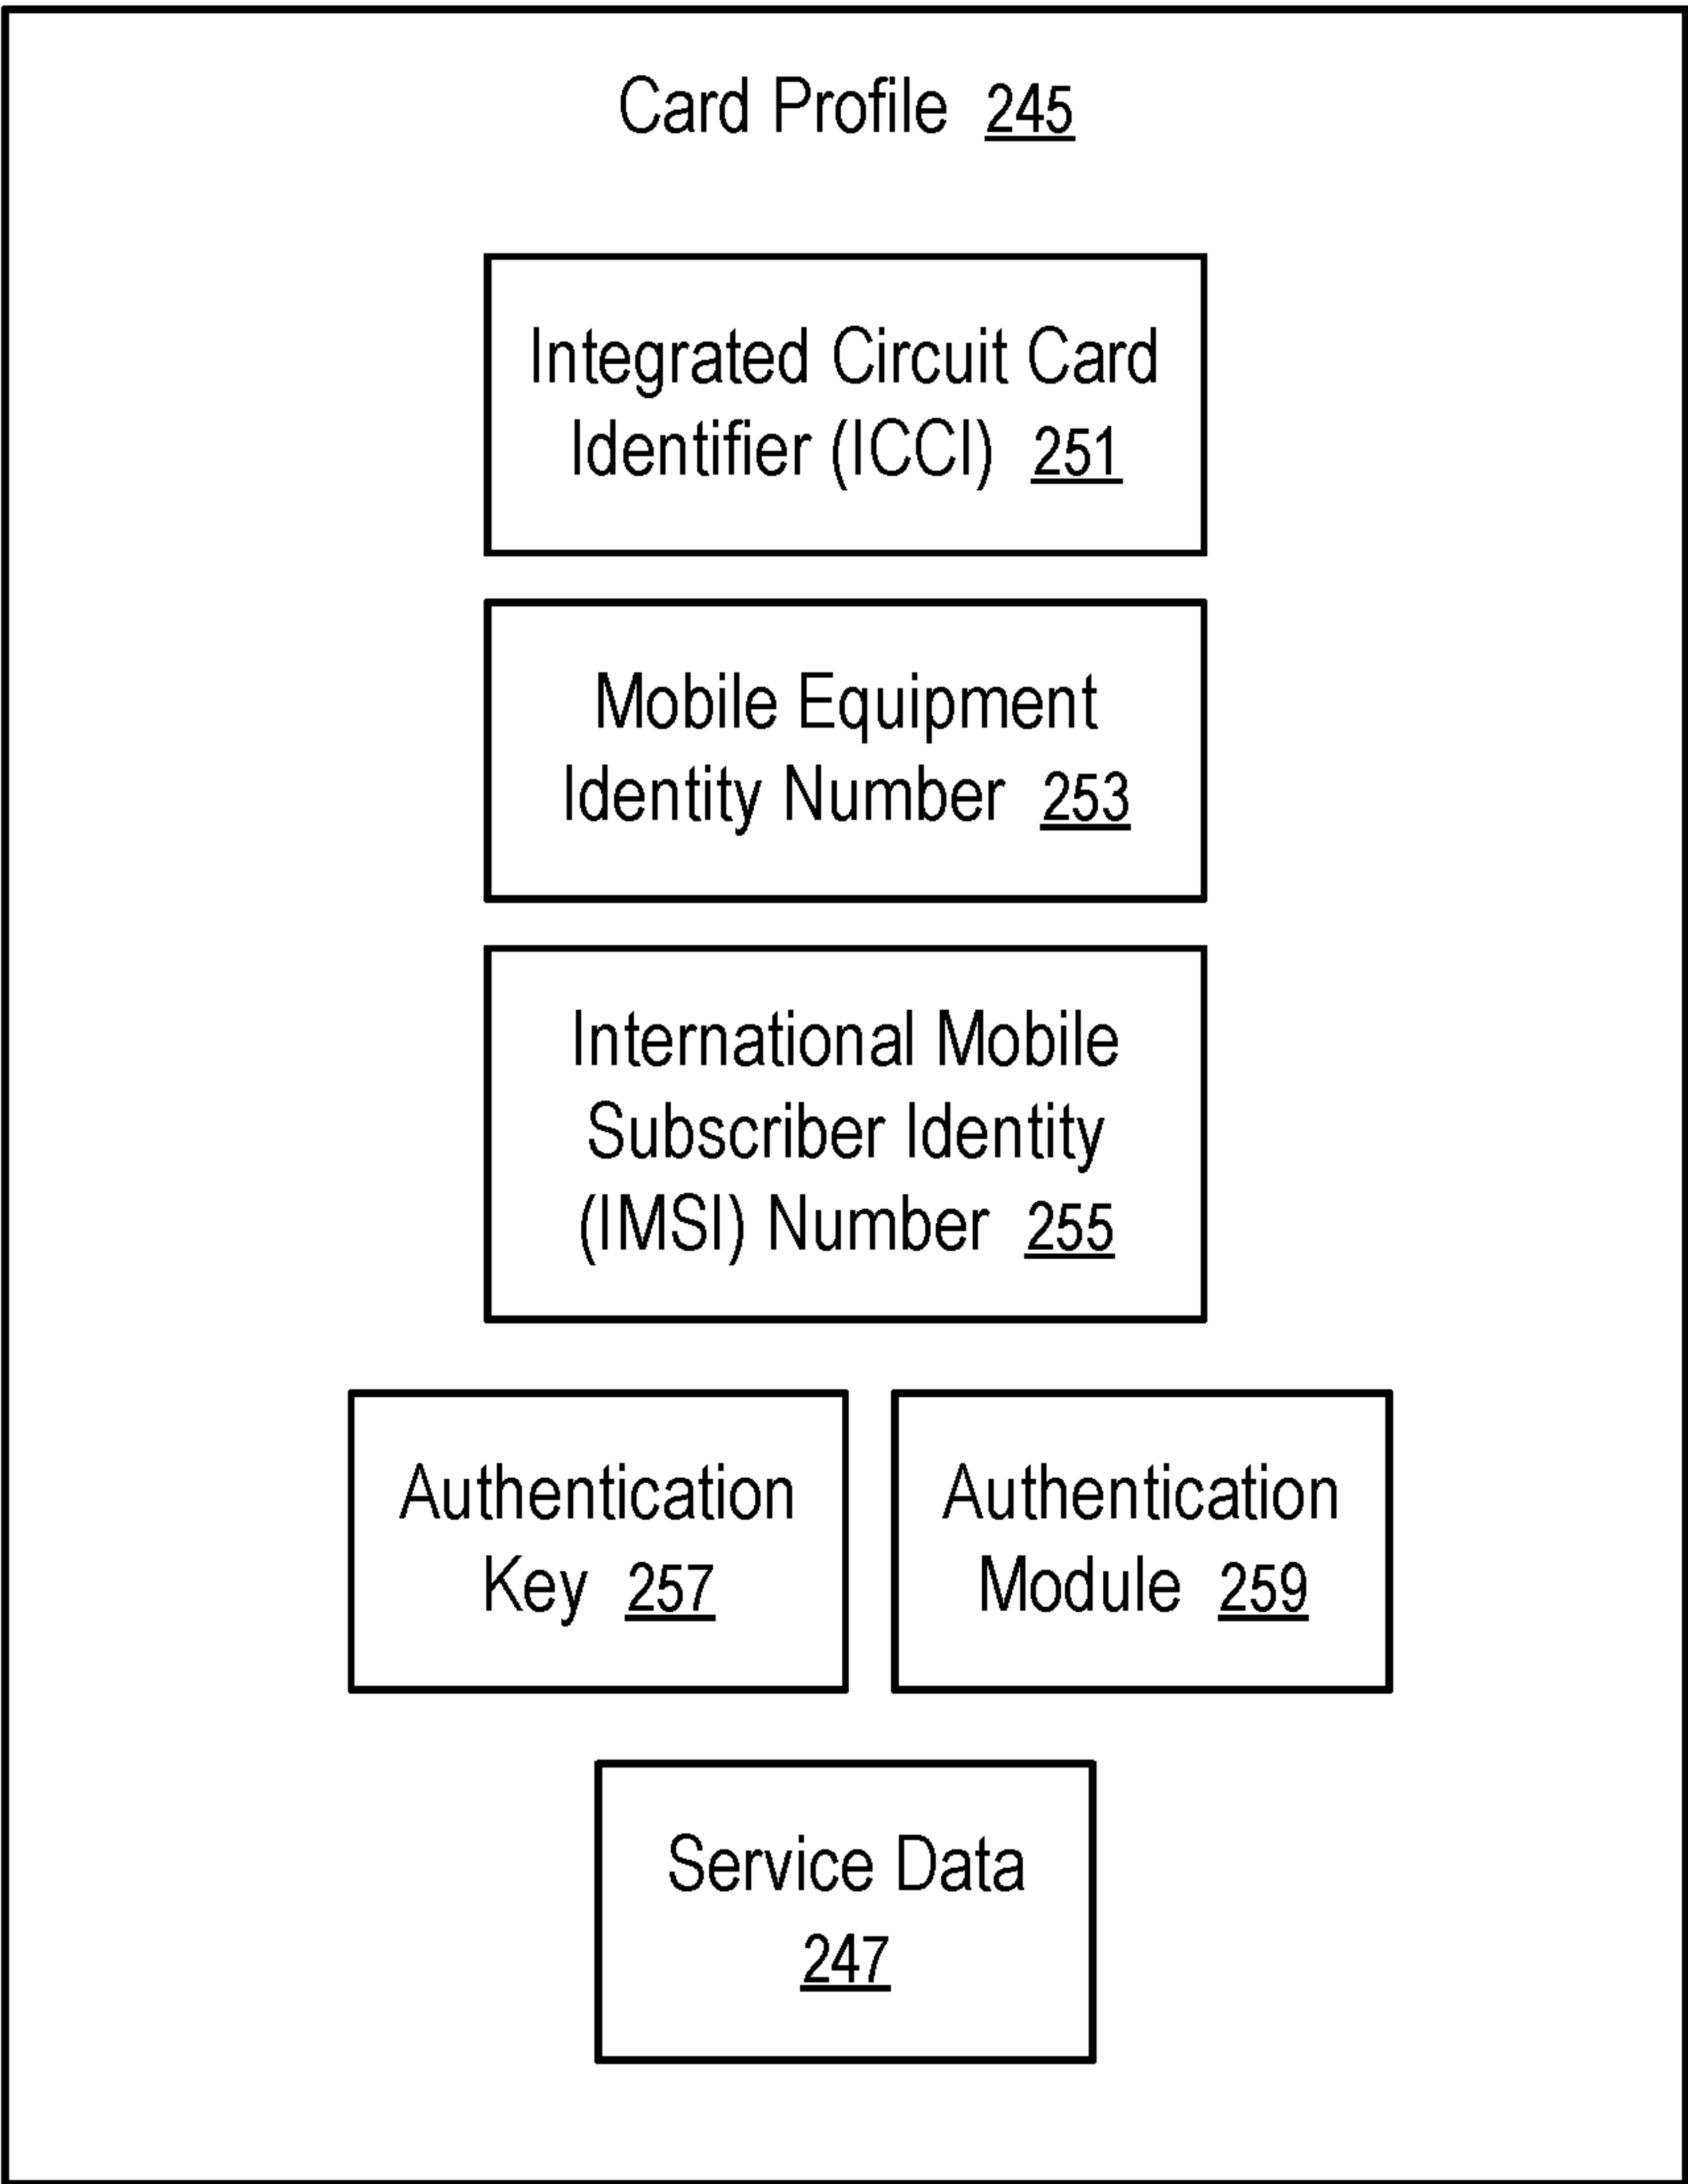 Card Profile 245
Integrated Circuit Card
Identifier (ICCI) 251
Mobile Equipment
Identity Number 253
International Mobile
Subscriber Identity
(IMSI) Number 255
Authentication
Key 257
Authentication
Module 259
Service Data
247